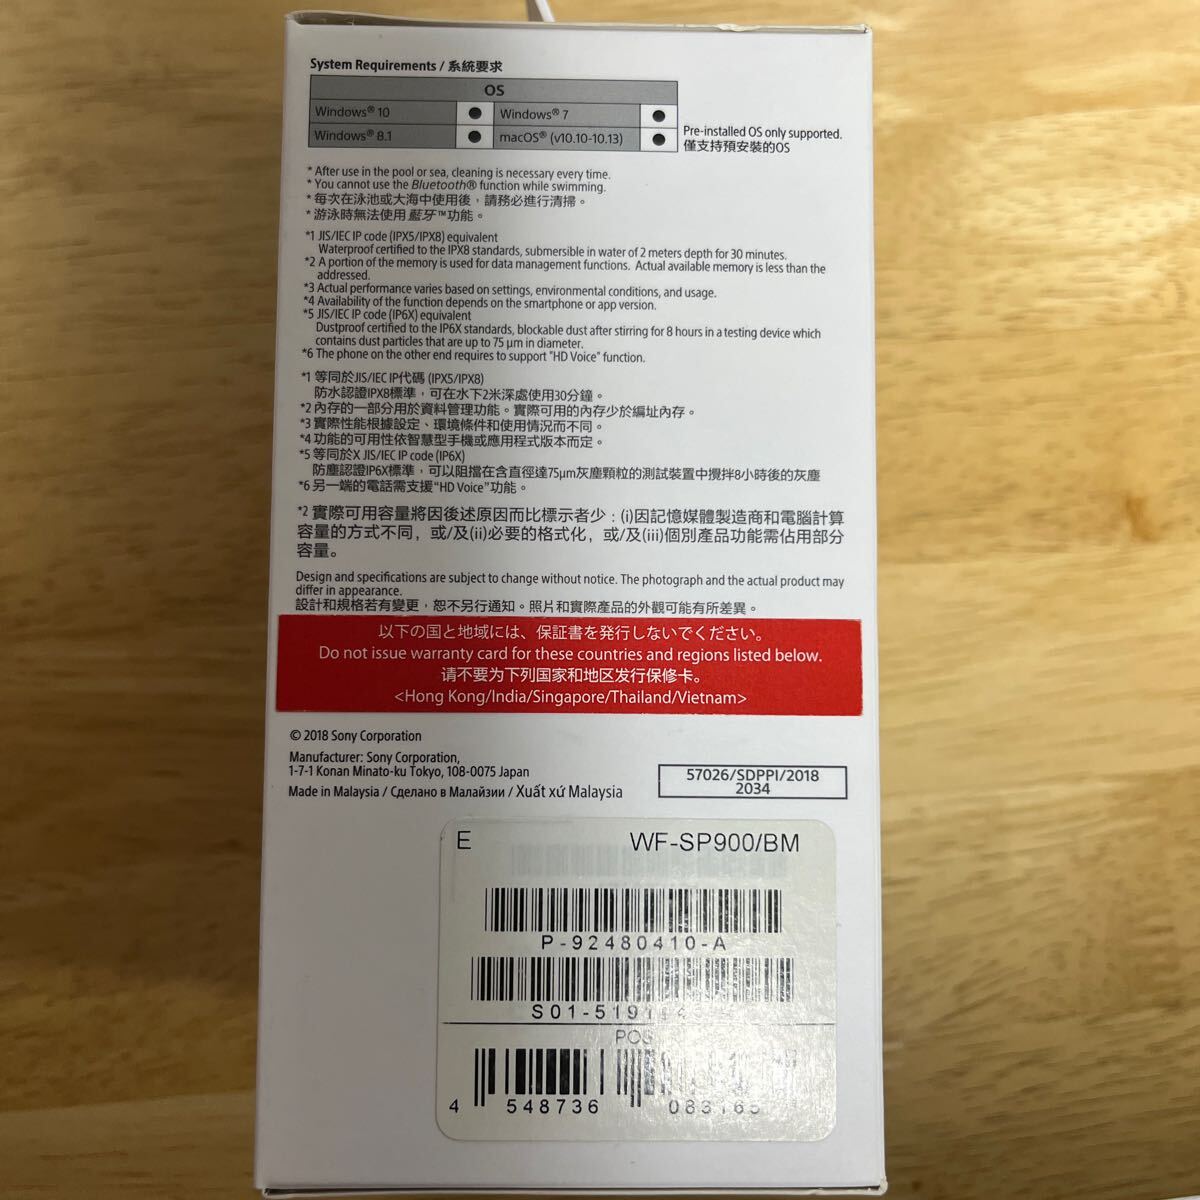 System Requirements / 系統要求
OS
Windows® 10 ● Windows® 7 ●
Windows® 8.1 ● macOS® (v10.10-10.13) ●
Pre-installed OS only supported.
僅支持預安裝的OS
* After use in the pool or sea, cleaning is necessary every time.
* You cannot use the Bluetooth® function while swimming.
* 每次在泳池或大海中使用後，請務必進行清掃。
* 游泳時無法使用 藍牙™功能。
*1 JIS/IEC IP code (IPX5/IPX8) equivalent
Waterproof certified to the IPX8 standards, submersible in water of 2 meters depth for 30 minutes.
*2 A portion of the memory is used for data management functions. Actual available memory is less than the
addressed.
*3 Actual performance varies based on settings, environmental conditions, and usage.
*4 Availability of the function depends on the smartphone or app version.
*5 JIS/IEC IP code (IP6X) equivalent
Dustproof certified to the IP6X standards, blockable dust after stirring for 8 hours in a testing device which
contains dust particles that are up to 75 μm in diameter.
*6 The phone on the other end requires to support "HD Voice" function.
*1 等同於JIS/IEC IP代碼 (IPX5/IPX8)
防水認證IPX8標準，可在水下2米深處使用30分鐘。
*2 內存的一部分用於資料管理功能。實際可用的內存少於編址內存。
*3 實際性能根據設定、環境條件和使用情況而不同。
*4 功能的可用性依智慧型手機或應用程式版本而定。
*5 等同於X JIS/IEC IP code (IP6X)
防塵認證IP6X標準，可以阻擋在含直徑達75μm灰塵顆粒的測試裝置中攪拌8小時後的灰塵
*6 另一端的電話需支援“HD Voice”功能。
*2 實際可用容量將因後述原因而比標示者少：(i)因記憶媒體製造商和電腦計算
容量的方式不同，或/及(ii)必要的格式化，或/及(iii)個別產品功能需佔用部分
容量。
Design and specifications are subject to change without notice. The photograph and the actual product may
differ in appearance.
設計和規格若有變更，恕不另行通知。照片和實際產品的外觀可能有所差異。
以下の国と地域には、保証書を発行しないでください。
Do not issue warranty card for these countries and regions listed below.
请不要为下列国家和地区发行保修卡。
<Hong Kong/India/Singapore/Thailand/Vietnam>
© 2018 Sony Corporation
Manufacturer: Sony Corporation,
1-7-1 Konan Minato-ku Tokyo, 108-0075 Japan
Made in Malaysia / Сделано в Малайзии / Xuất xứ Malaysia
57026/SDPPI/2018
2034
E WF-SP900/BM
P-92480410-A
S01-5191
POS
4 548736 083165